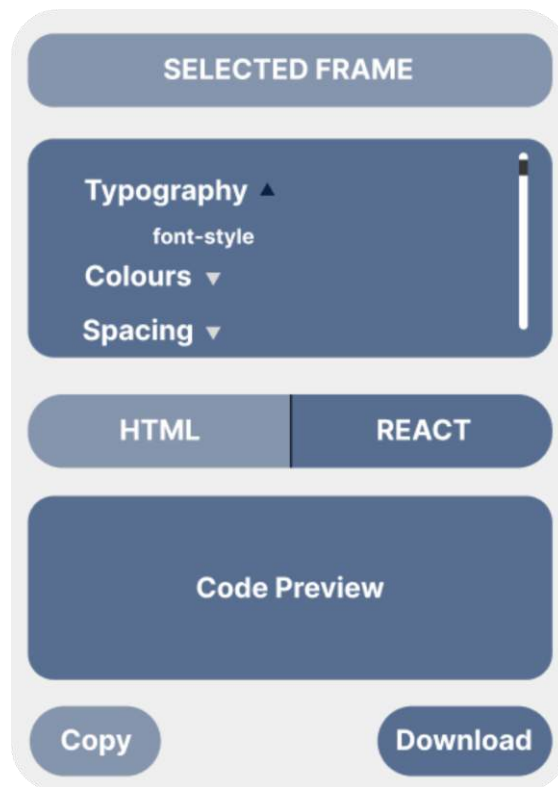 SELECTED FRAME
Typography ▲
font-style
Colours ▼
Spacing ▼
HTML REACT
Code Preview
Copy Download